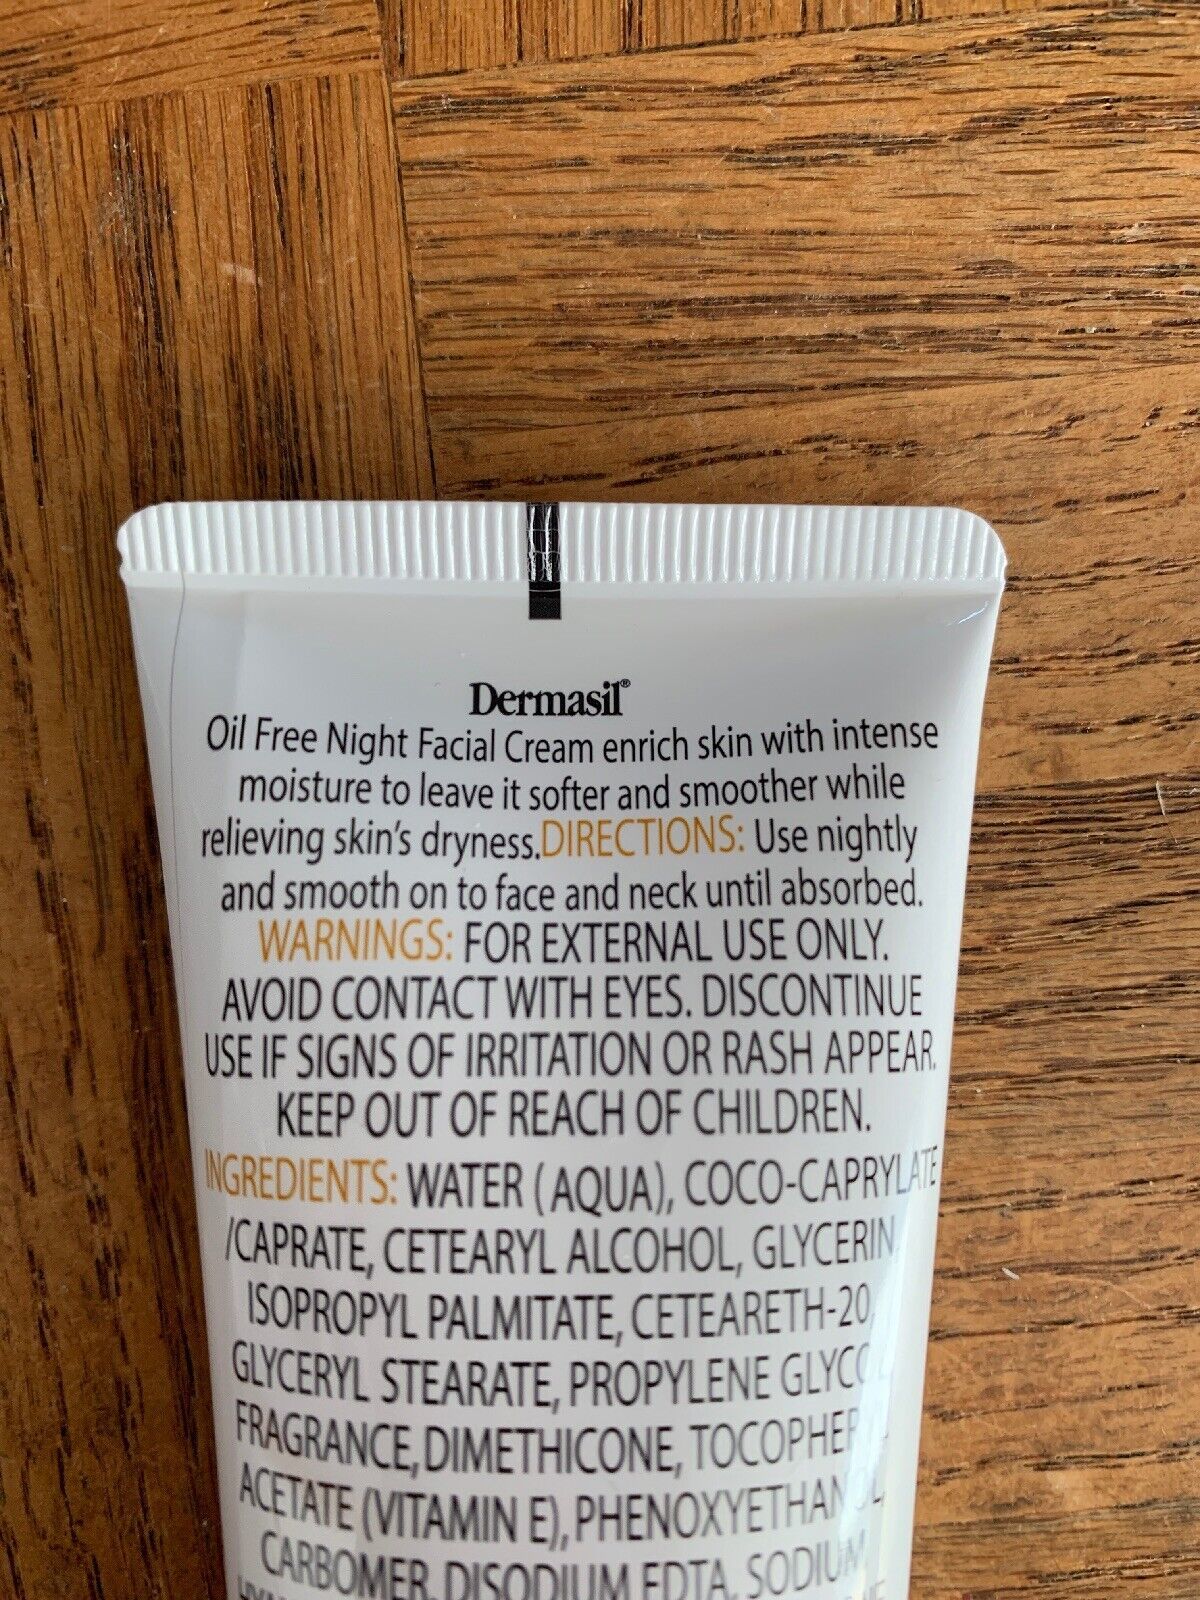 Dermasil®
Oil Free Night Facial Cream enrich skin with intense
moisture to leave it softer and smoother while
relieving skin's dryness.DIRECTIONS: Use nightly
and smooth on to face and neck until absorbed.
WARNINGS: FOR EXTERNAL USE ONLY.
AVOID CONTACT WITH EYES. DISCONTINUE
USE IF SIGNS OF IRRITATION OR RASH APPEAR.
KEEP OUT OF REACH OF CHILDREN.
INGREDIENTS: WATER (AQUA), COCO-CAPRYLATE
/CAPRATE, CETEARYL ALCOHOL, GLYCERIN,
ISOPROPYL PALMITATE, CETEARETH-20,
GLYCERYL STEARATE, PROPYLENE GLYCOL
FRAGRANCE, DIMETHICONE, TOCOPHERYL
ACETATE (VITAMIN E), PHENOXYETHANOL,
CARBOMER, DISODIUM EDTA, SODIUM